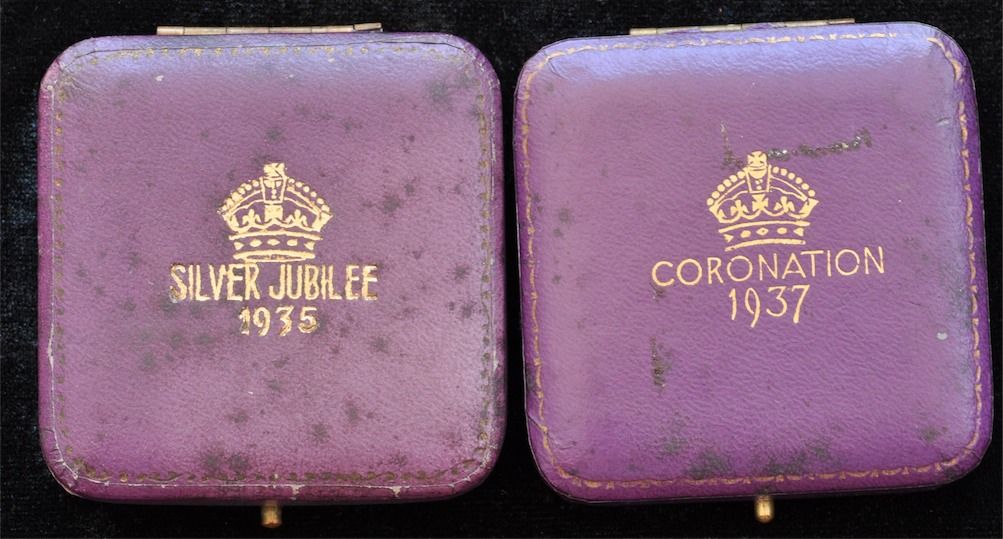 SILVER JUBILEE
1935
CORONATION
1937